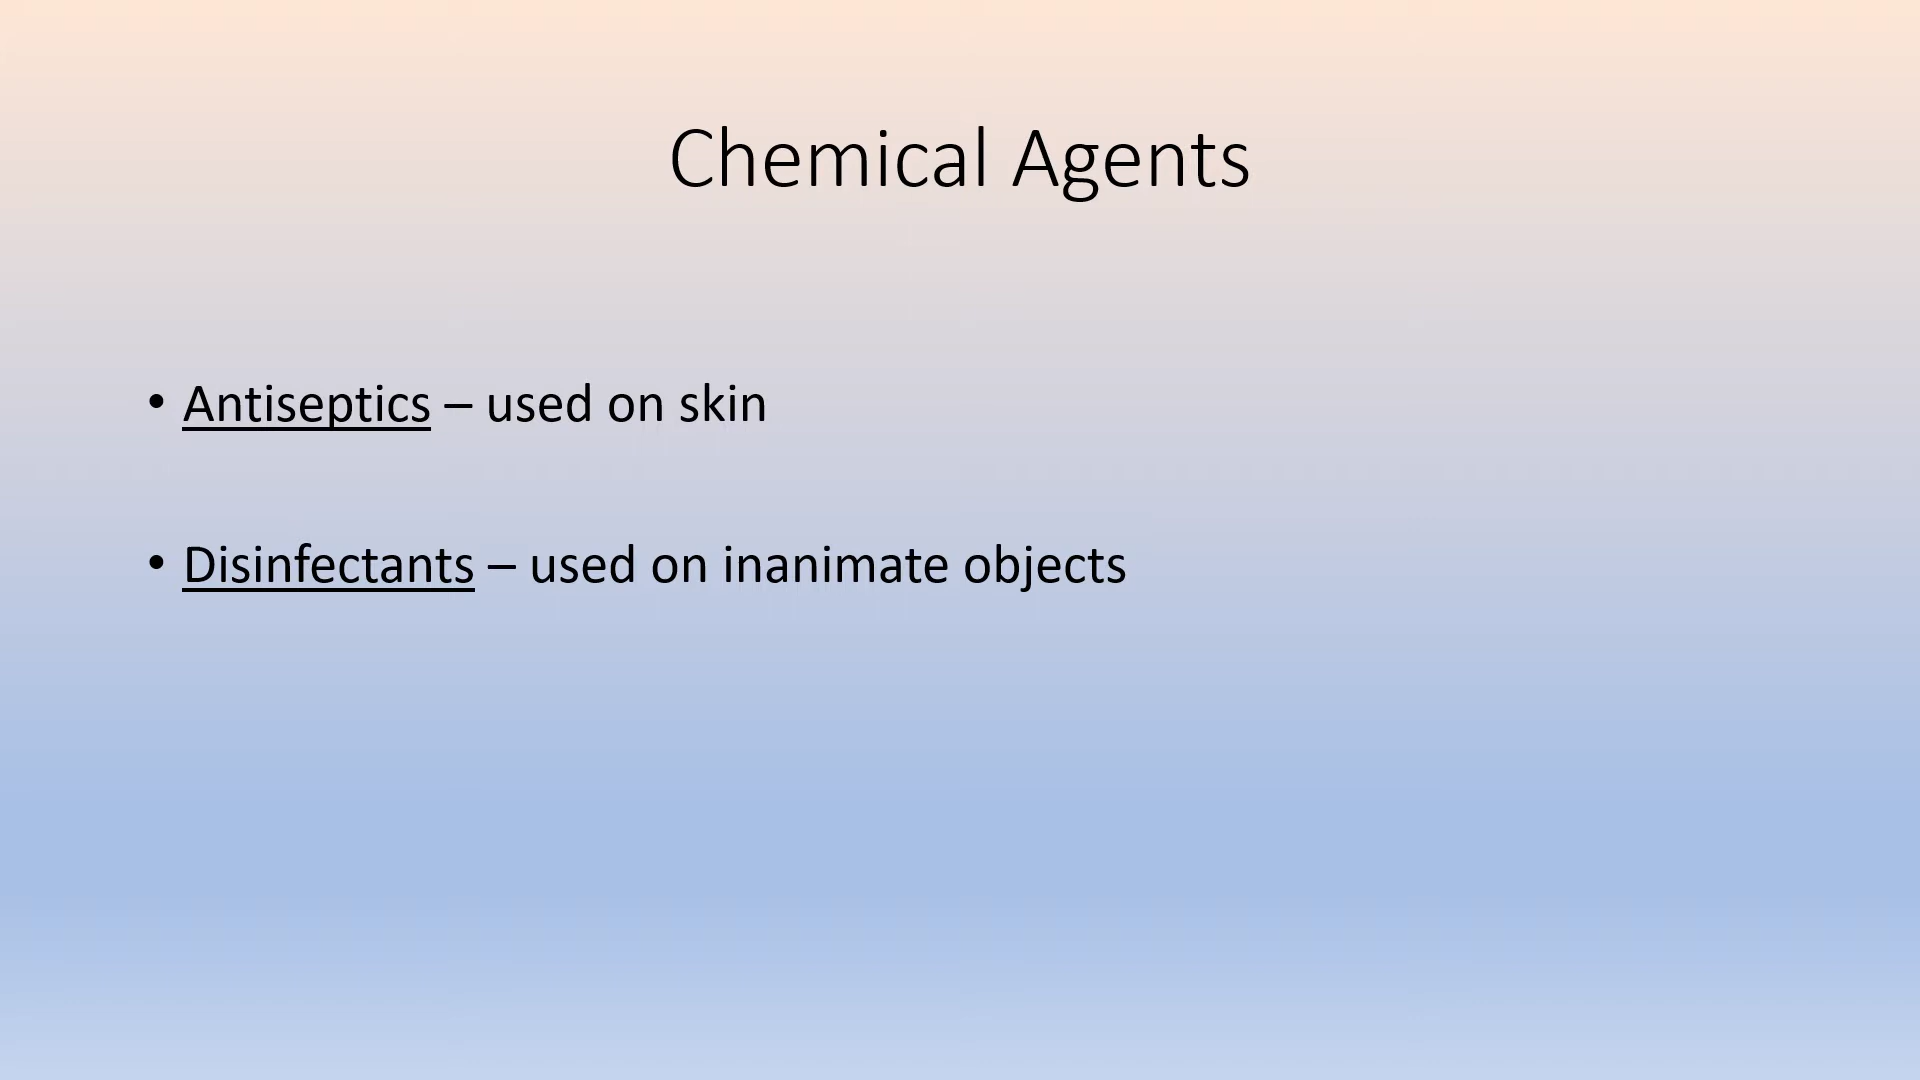 Chemical Agents
• Antiseptics – used on skin
• Disinfectants – used on inanimate objects